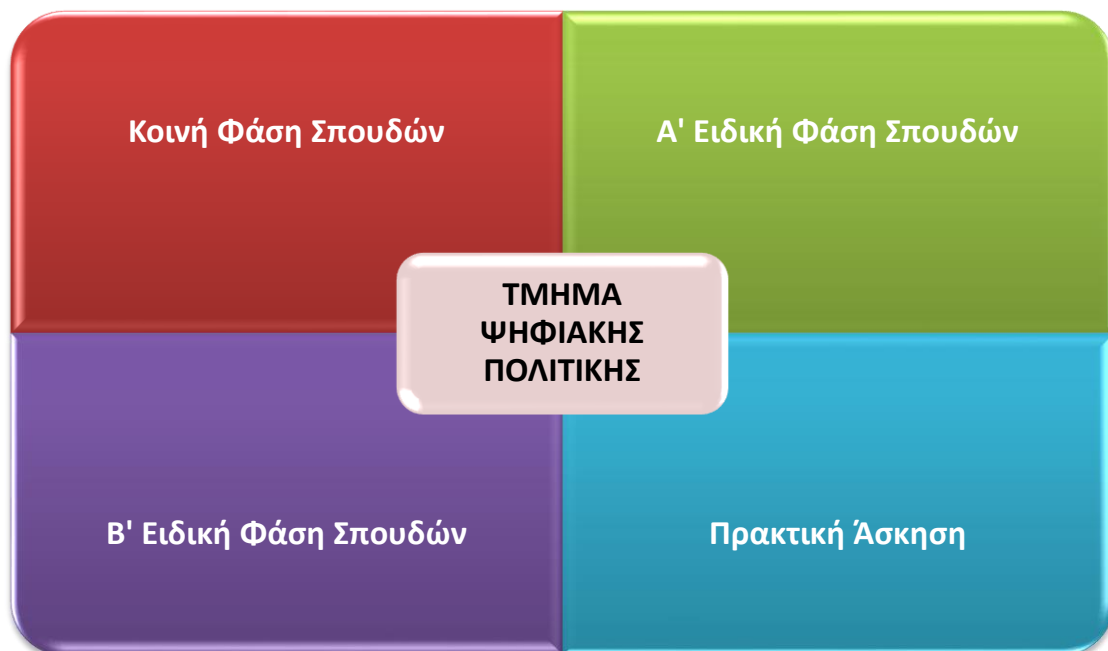 Κοινή Φάση Σπουδών
Α' Ειδική Φάση Σπουδών
ΤΜΗΜΑ
ΨΗΦΙΑΚΗΣ
ΠΟΛΙΤΙΚΗΣ
Β' Ειδική Φάση Σπουδών
Πρακτική Άσκηση